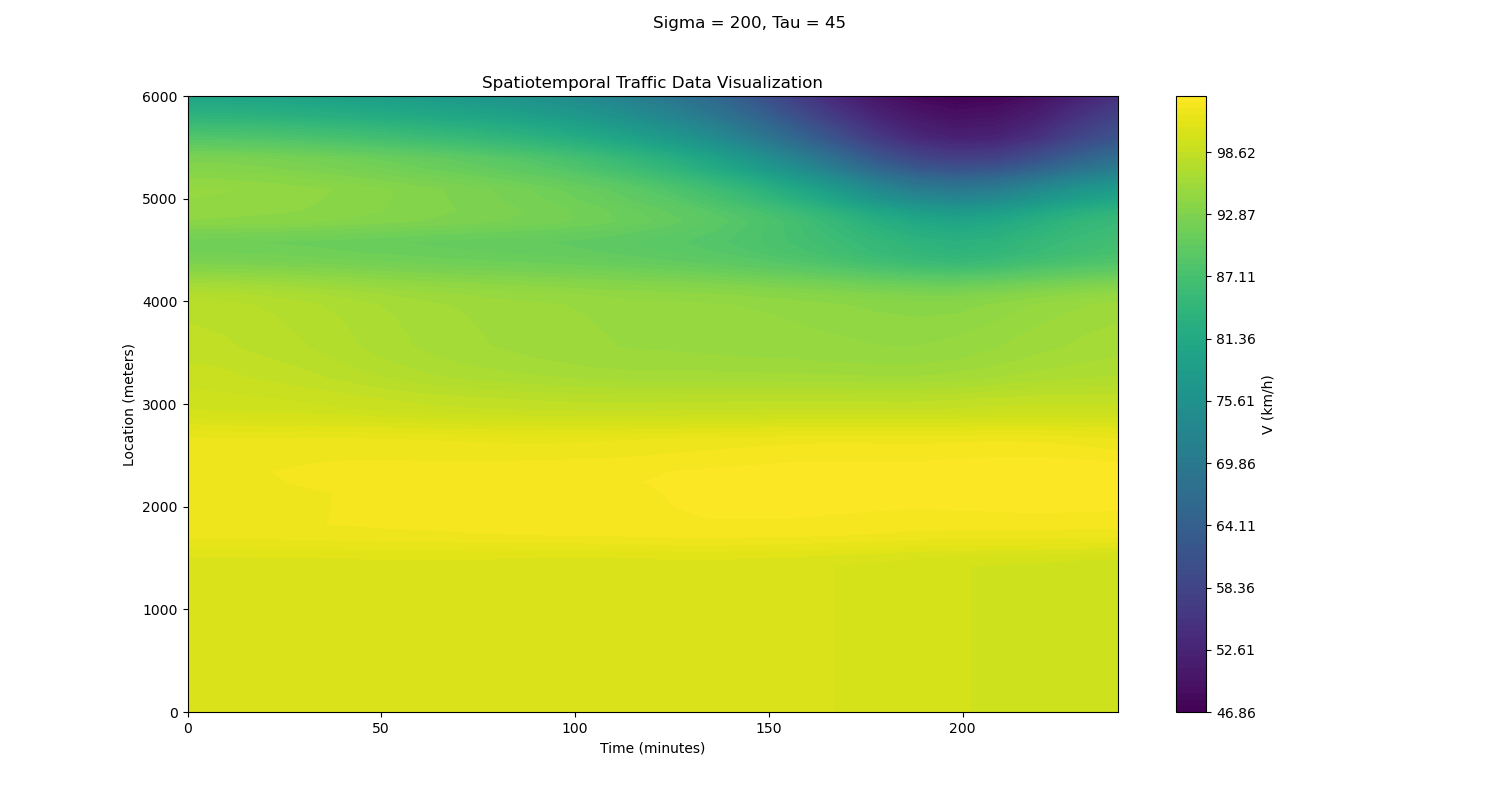 Sigma = 200, Tau = 45
Spatiotemporal Traffic Data Visualization
6000
5000
4000
3000
2000
1000
0
Location (meters)
0 50 100 150 200
Time (minutes)
98.62
92.87
87.11
81.36
75.61
69.86
64.11
58.36
52.61
46.86
V (km/h)